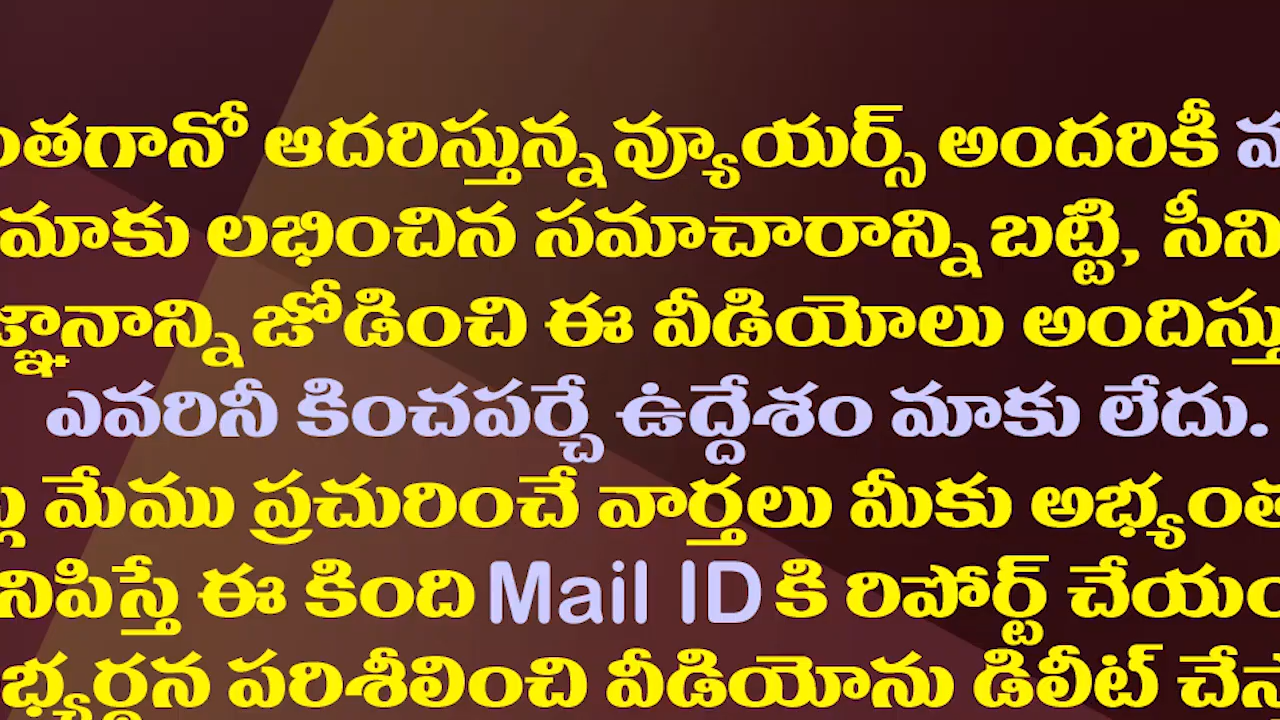 ంతగానో ఆదరిస్తున్న వ్యూయర్స్ అందరికీ
మాకు లభించిన సమాచారాన్ని బట్టి, సీని
జ్ఞానాన్ని జోడించి ఈ వీడియోలు అందిస్తు
ఎవరినీ కించపర్చే ఉద్దేశం మాకు లేదు.
మేము ప్రచురించే వార్తలు మీకు అభ్యంత
నిపిస్తే ఈ కింది Mail ID కి రిపోర్ట్ చేయం
భ్యర్థన పరిశీలించి వీడియోను డిలీట్ చేస